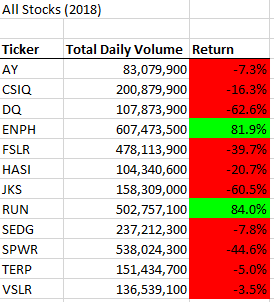 All Stocks (2018)
Ticker Total Daily Volume Return
AY 83,079,900 -7.3%
CSIQ 200,879,900 -16.3%
DQ 107,873,900 -62.6%
ENPH 607,473,500 81.9%
FSLR 478,113,900 -39.7%
HASI 104,340,600 -20.7%
JKS 158,309,000 -60.5%
RUN 502,757,100 84.0%
SEDG 237,212,300 -7.8%
SPWR 538,024,300 -44.6%
TERP 151,434,700 -5.0%
VSLR 136,539,100 -3.5%